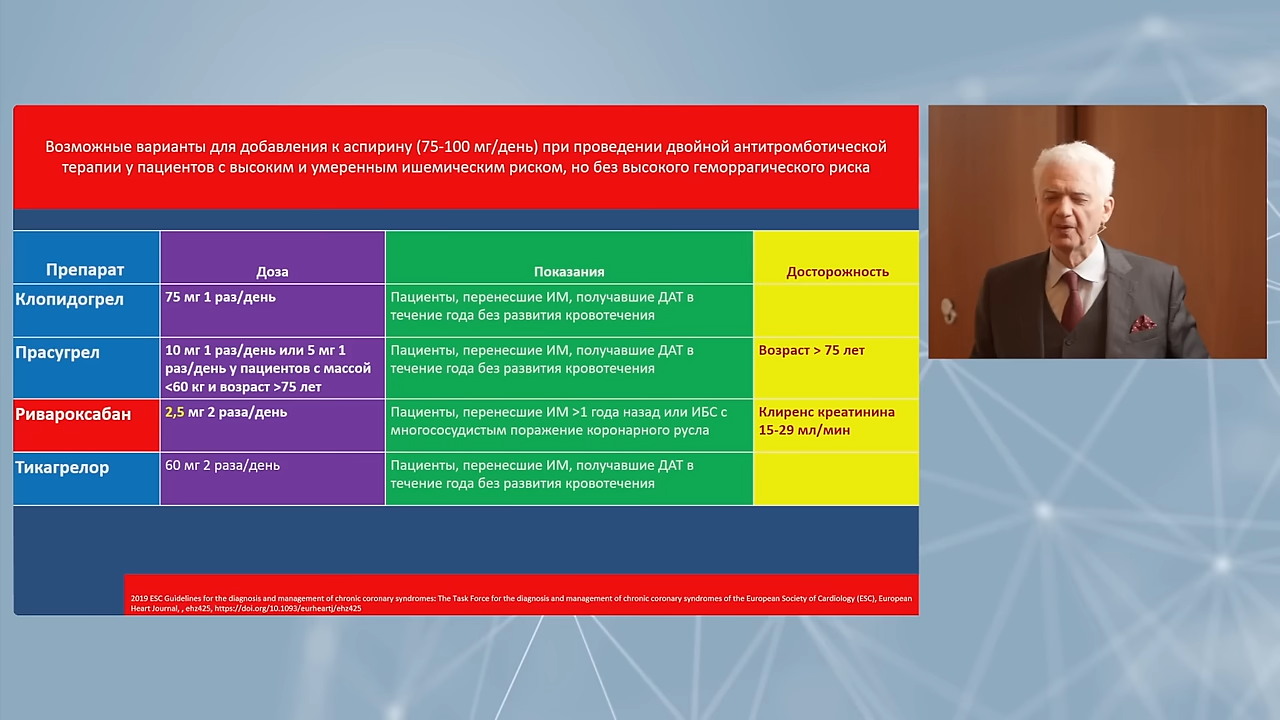 Возможные варианты для добавления к аспирину (75-100 мг/день) при проведении двойной антитромботической
терапии у пациентов с высоким и умеренным ишемическим риском, но без высокого геморрагического риска
Препарат
Доза
Показания
Досторожность
Клопидогрел
75 мг 1 раз/день
Пациенты, перенесшие ИМ, получавшие ДАТ в
течение года без развития кровотечения
Прасугрел
10 мг 1 раз/день или 5 мг 1
раз/день у пациентов с массой
<60 кг и возраст >75 лет
Пациенты, перенесшие ИМ, получавшие ДАТ в
течение года без развития кровотечения
Возраст > 75 лет
Ривароксабан
2,5 мг 2 раза/день
Пациенты, перенесшие ИМ >1 года назад или ИБС с
многососудистым поражение коронарного русла
Клиренс креатинина
15-29 мл/мин
Тикагрелор
60 мг 2 раза/день
Пациенты, перенесшие ИМ, получавшие ДАТ в
течение года без развития кровотечения
2019 ESC Guidelines for the diagnosis and management of chronic coronary syndromes: The Task Force for the diagnosis and management of chronic coronary syndromes of the European Society of Cardiology (ESC), European
Heart Journal, , ehz425, https://doi.org/10.1093/eurheartj/ehz425